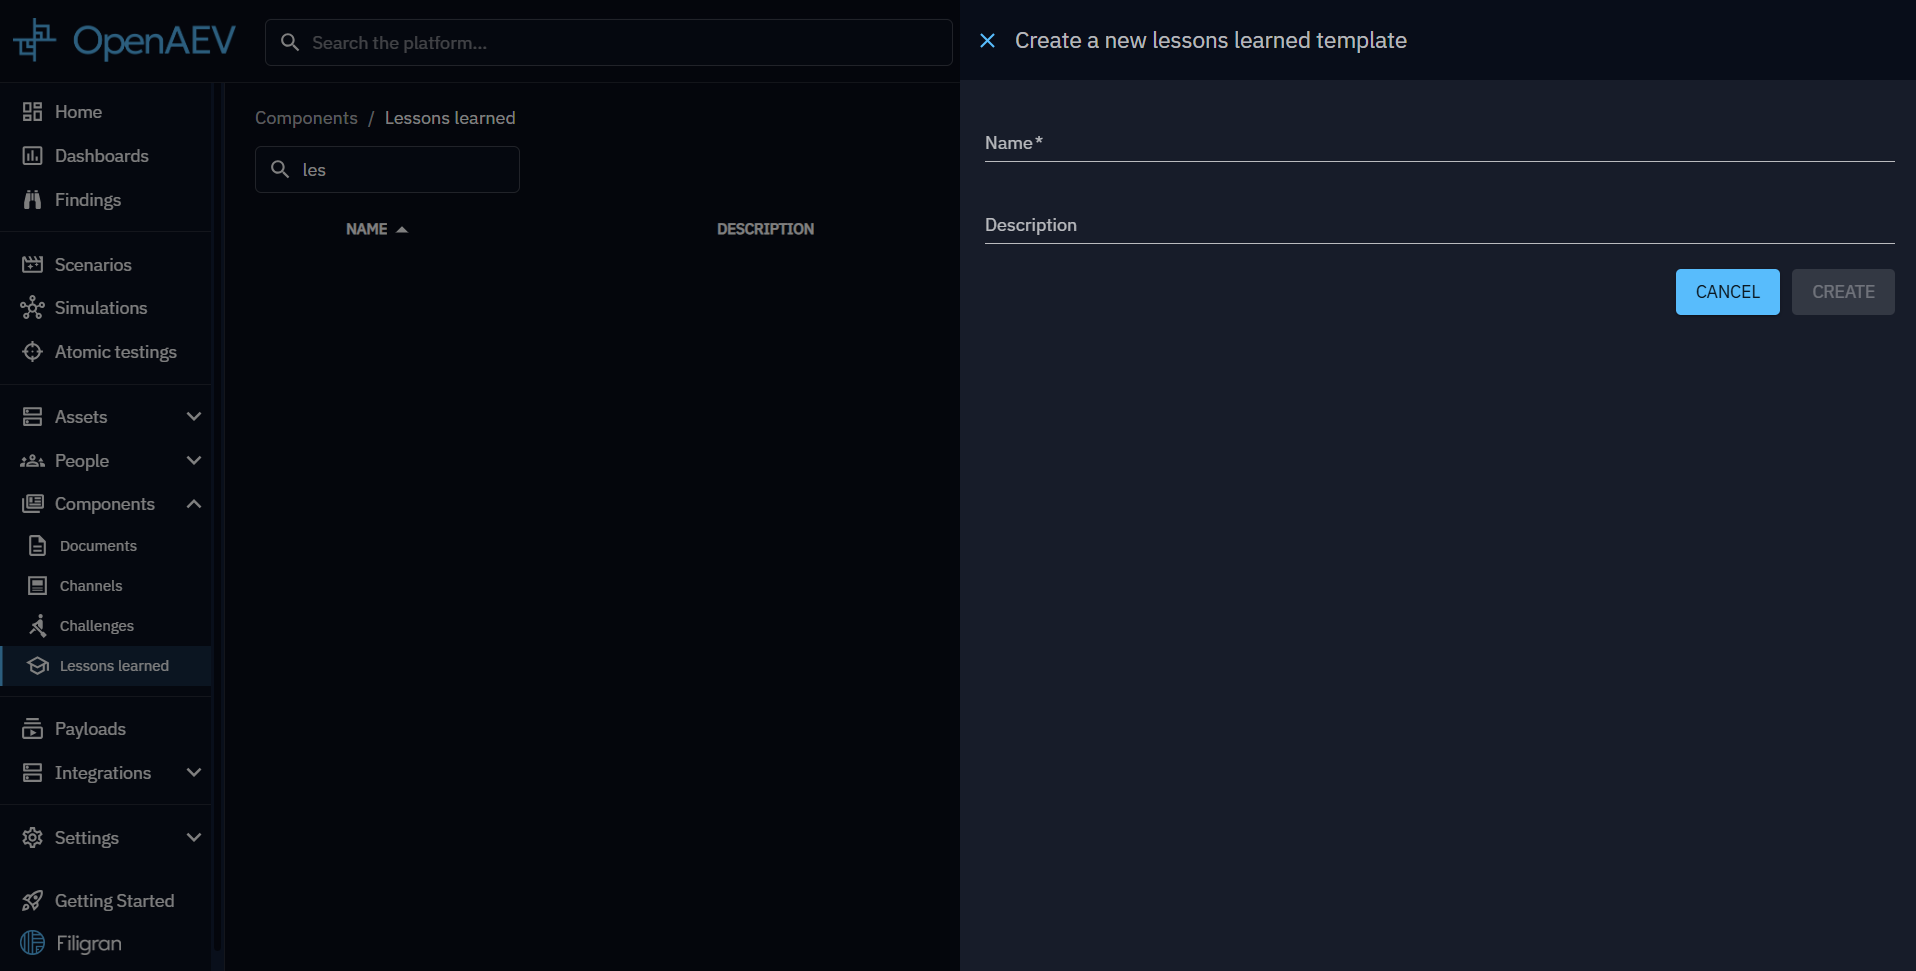 OpenAEV
Search the platform...
Create a new lessons learned template
Home
Dashboards
Findings
Scenarios
Simulations
Atomic testings
Assets
People
Components
Documents
Channels
Challenges
Lessons learned
Payloads
Integrations
Settings
Getting Started
Filigran
Components / Lessons learned
les
NAME DESCRIPTION
Name *
Description
CANCEL CREATE